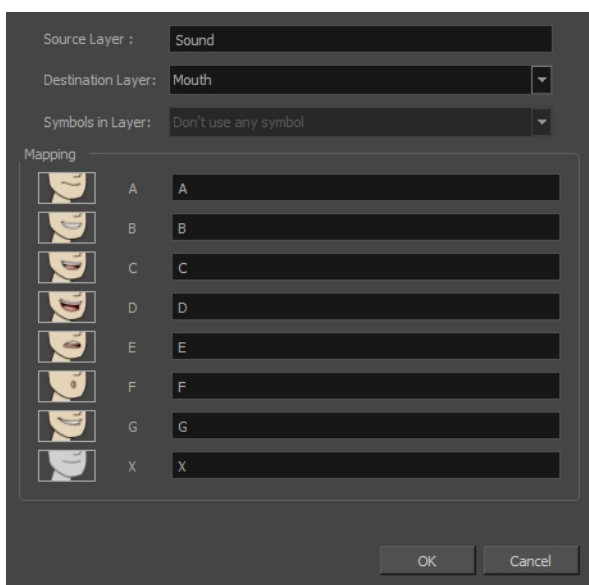 Source Layer : Sound
Destination Layer: Mouth
Symbols in Layer: Don't use any symbol
Mapping
A A
B B
C C
D D
E E
F F
G G
X X
OK Cancel